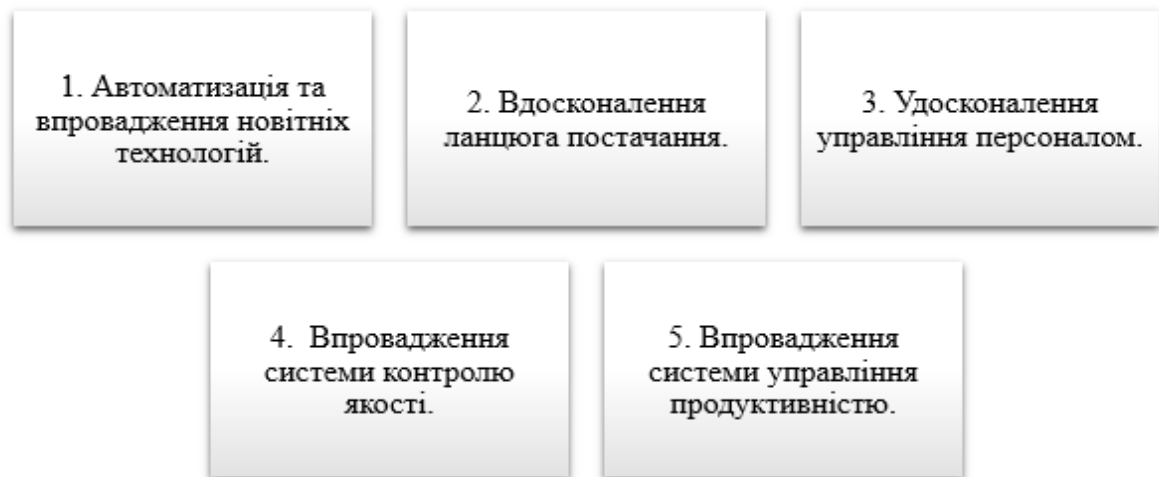 1. Автоматизація та
впровадження новітніх
технологій.
2. Вдосконалення
ланцюга постачання.
3. Удосконалення
управління персоналом.
4. Впровадження
системи контролю
якості.
5. Впровадження
системи управління
продуктивністю.